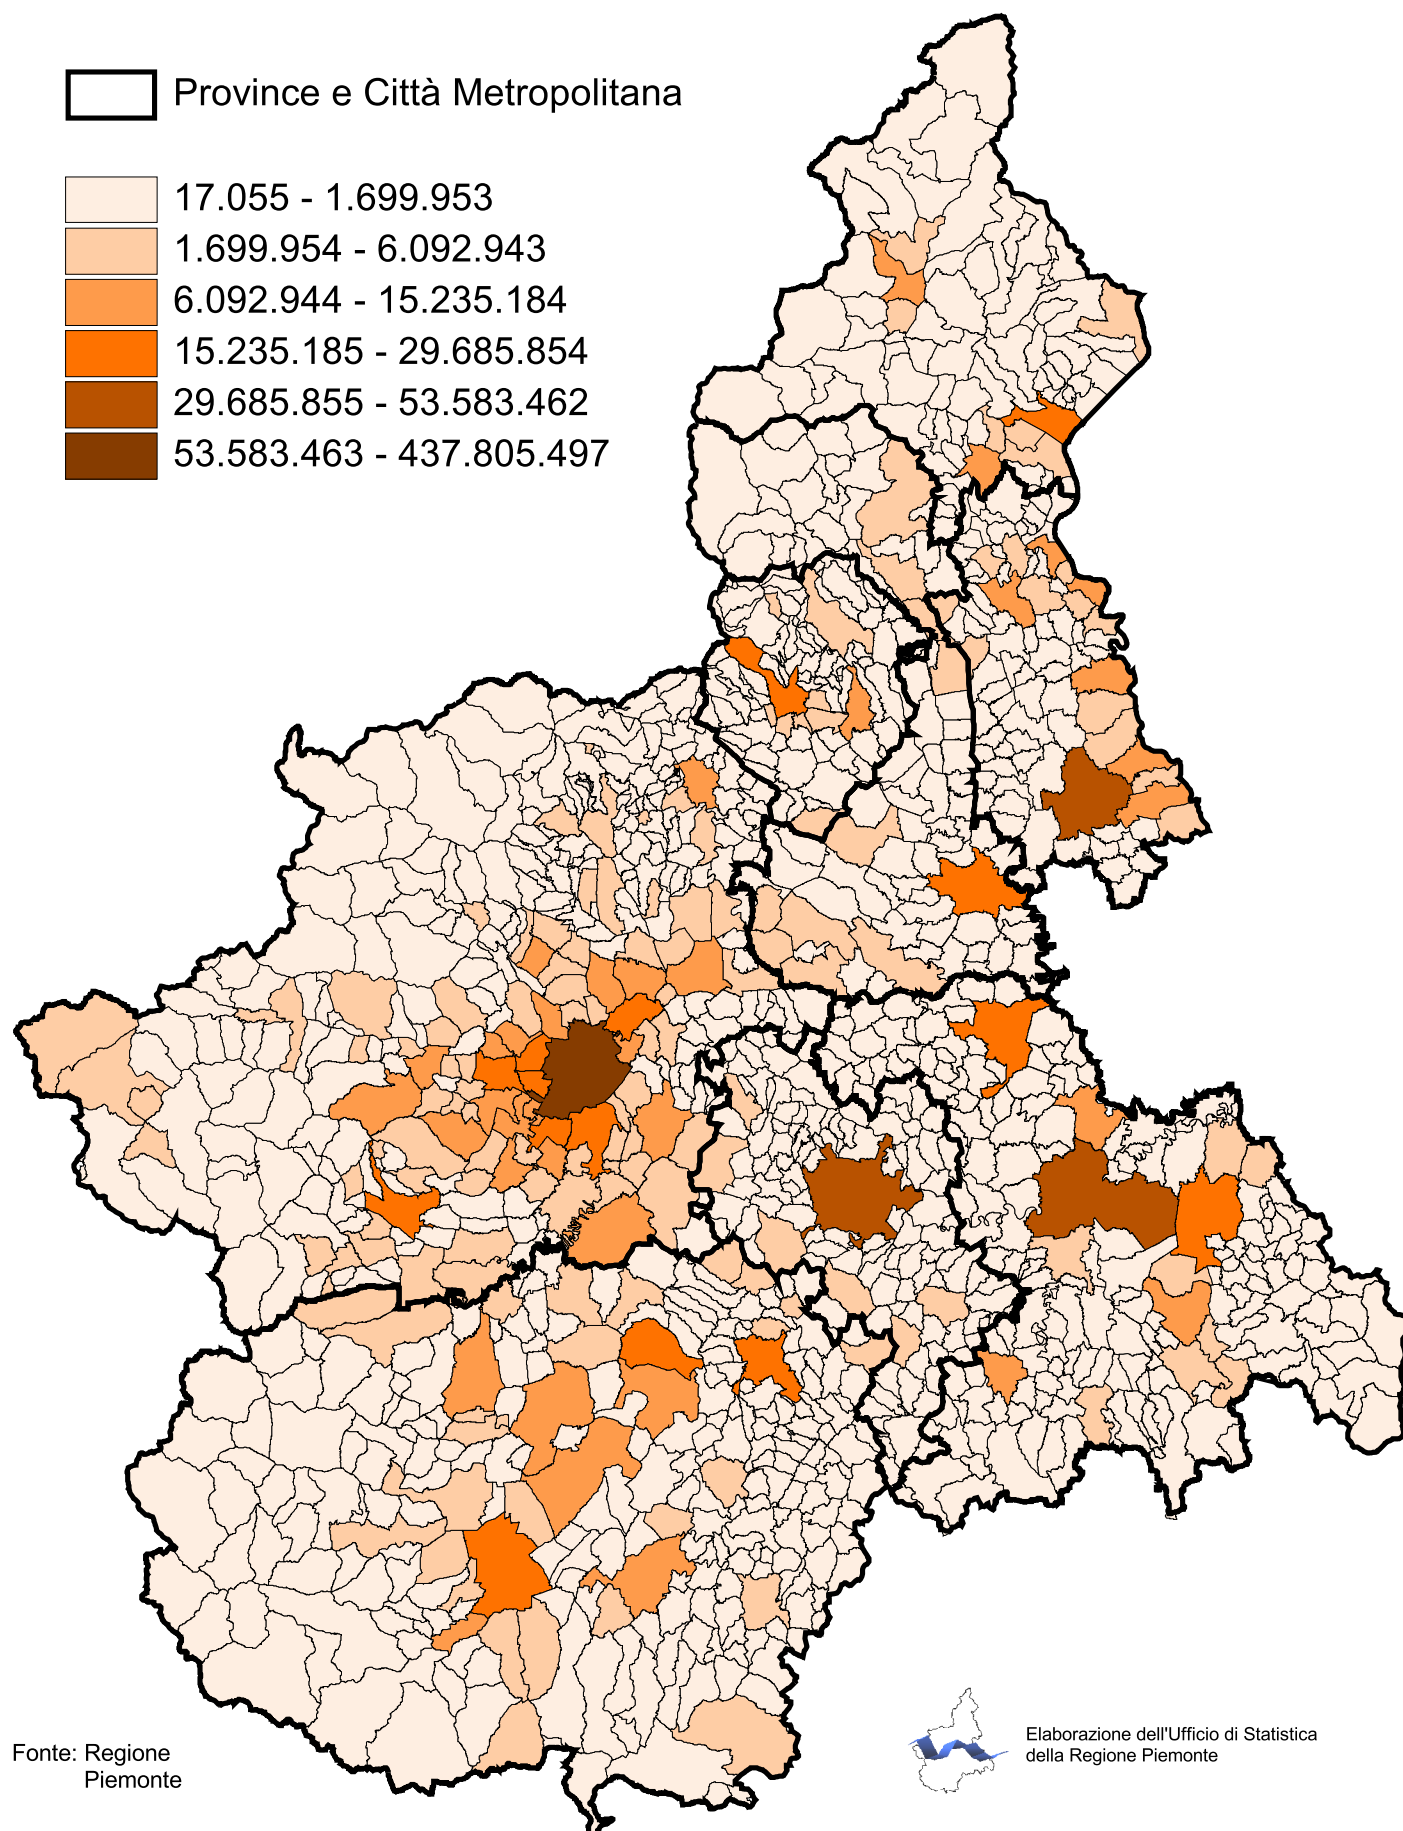 Province e Città Metropolitana
17.055 - 1.699.953
1.699.954 - 6.092.943
6.092.944 - 15.235.184
15.235.185 - 29.685.854
29.685.855 - 53.583.462
53.583.463 - 437.805.497
Fonte: Regione
Piemonte
Elaborazione dell'Ufficio di Statistica
della Regione Piemonte